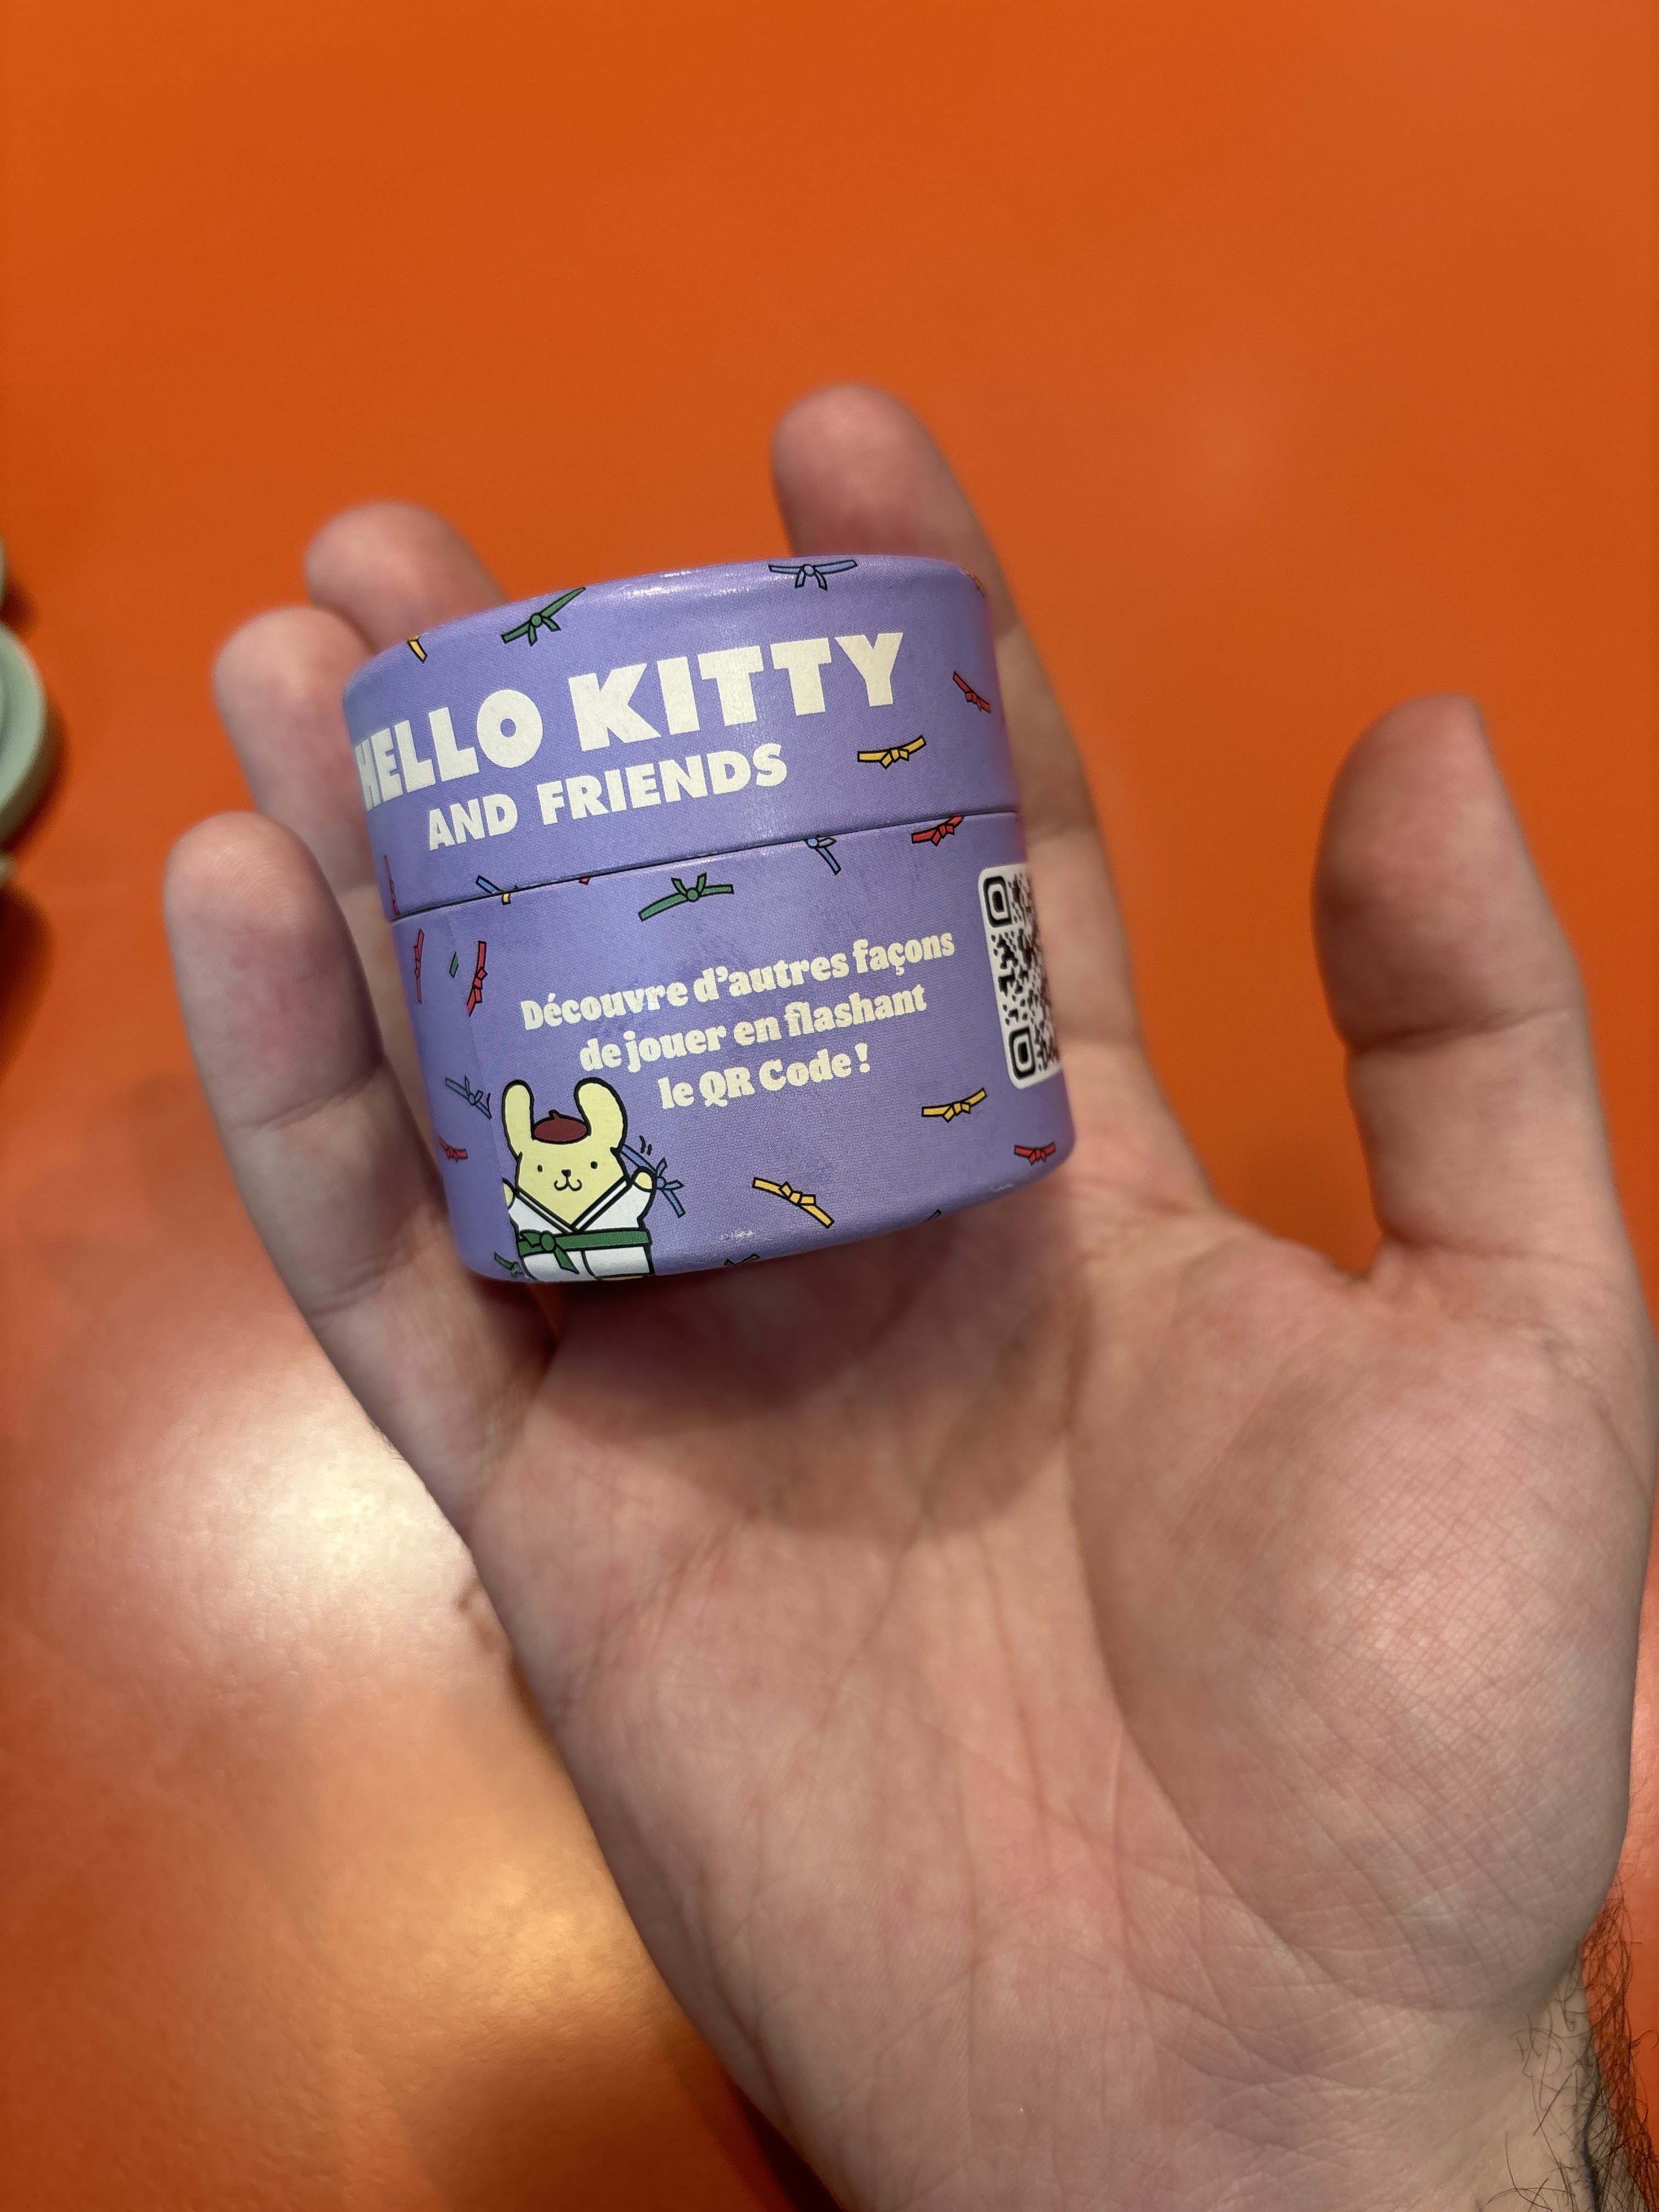 HELLO KITTY
AND FRIENDS
Découvre d'autres façons
de jouer en flashant
le QR Code !